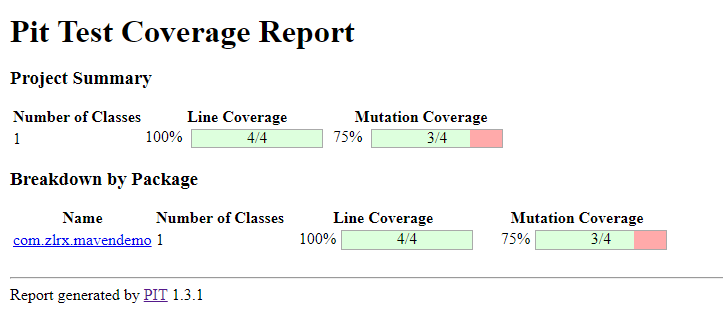 Pit Test Coverage Report
Project Summary
Number of Classes Line Coverage Mutation Coverage
1 100% 4/4 75% 3/4
Breakdown by Package
Name Number of Classes Line Coverage Mutation Coverage
com.zlrx.mavendemo 1 100% 4/4 75% 3/4
Report generated by PIT 1.3.1